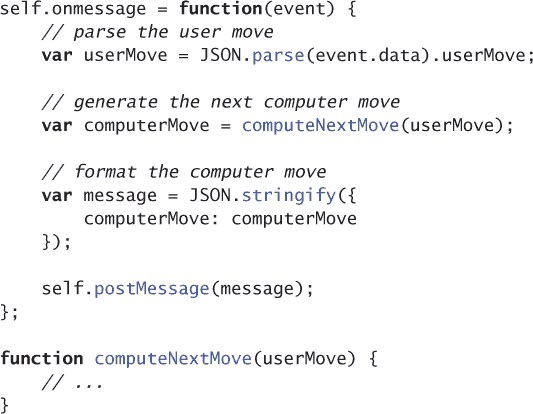 self.onmessage = function(event) {
    // parse the user move
    var userMove = JSON.parse(event.data).userMove;

    // generate the next computer move
    var computerMove = computeNextMove(userMove);

    // format the computer move
    var message = JSON.stringify({
        computerMove: computerMove
    });

    self.postMessage(message);
};

function computeNextMove(userMove) {
    // ...
}